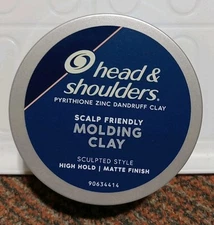 head &
shoulders
PYRITHIONE ZINC DANDRUFF CLAY
SCALP FRIENDLY
MOLDING
CLAY
SCULPTED STYLE
HIGH HOLD | MATTE FINISH
90634414